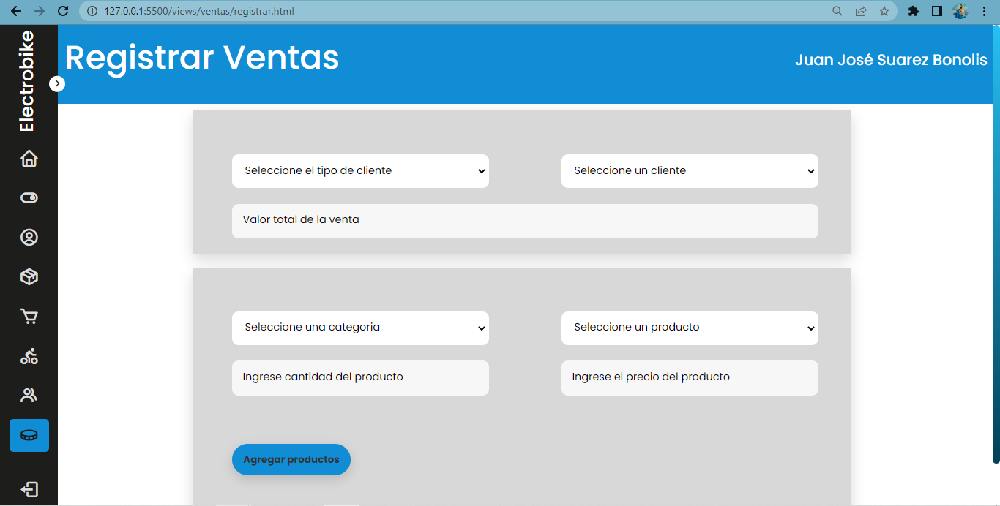 127.0.0.1:5500/views/ventas/registrar.html
Electrobike
Registrar Ventas
Juan José Suarez Bonolis
Seleccione el tipo de cliente
Seleccione un cliente
Valor total de la venta
Seleccione una categoria
Seleccione un producto
Ingrese cantidad del producto
Ingrese el precio del producto
Agregar productos